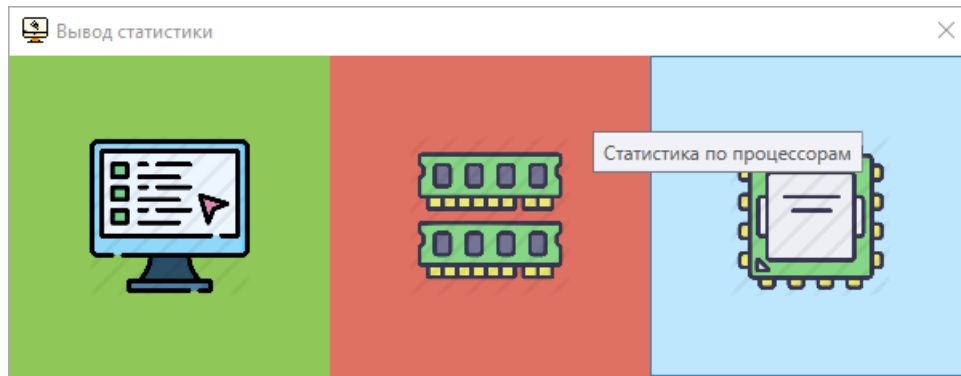 Вывод статистики
Статистика по процессорам